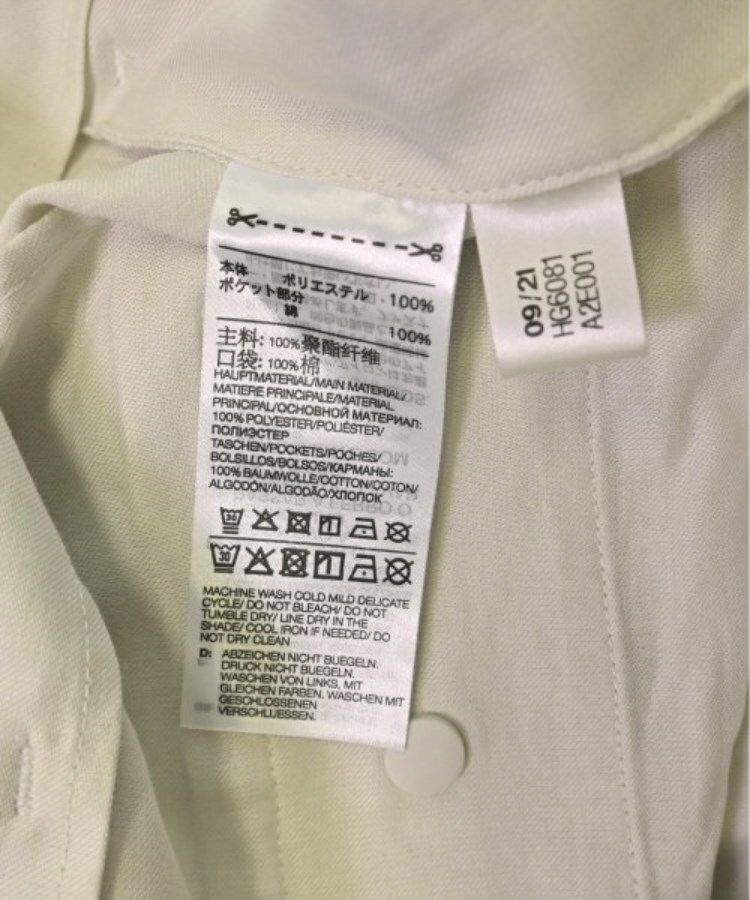 本体 ポリエステル 100%
ポケット部分
綿 100%
主料: 100%聚酯纤维
口袋: 100%棉
HAUPTMATERIAL/MAIN MATERIAL/
MATIERE PRINCIPALE/MATERIAL
PRINCIPAL/ОСНОВНОЙ МАТЕРИАЛ:
100% POLYESTER/POLIÉSTER/
ПОЛИЭСТЕР
TASCHEN/POCKETS/POCHES/
BOLSILLOS/BOLSOS/КАРМАНЫ:
100% BAUMWOLLE/COTTON/COTON/
ALGODÓN/ALGODÃO/ХЛОПОК
30
30
MACHINE WASH COLD MILD DELICATE
CYCLE/ DO NOT BLEACH/ DO NOT
TUMBLE DRY/ LINE DRY IN THE
SHADE/ COOL IRON IF NEEDED/ DO
NOT DRY CLEAN
D: ABZEICHEN NICHT BUEGELN.
DRUCK NICHT BUEGELN.
WASCHEN VON LINKS, MIT
GLEICHEN FARBEN. WASCHEN MIT
GESCHLOSSENEN
VERSCHLUESSEN.
09/21
HG6081
A2E001